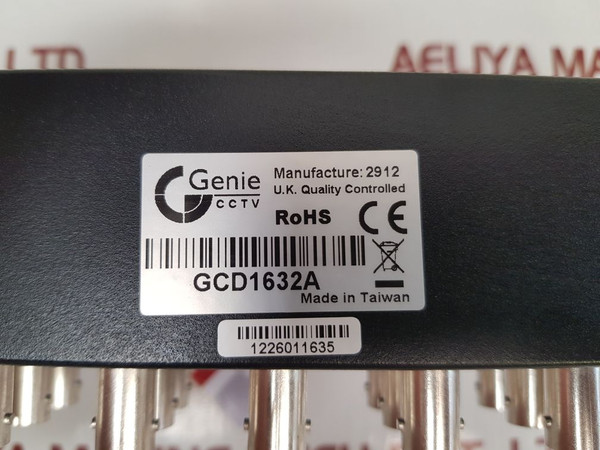 LTD.
AELIYA MA
Genie
CCTV
Manufacture: 2912
U.K. Quality Controlled
RoHS CE
GCD1632A
Made in Taiwan
1226011635